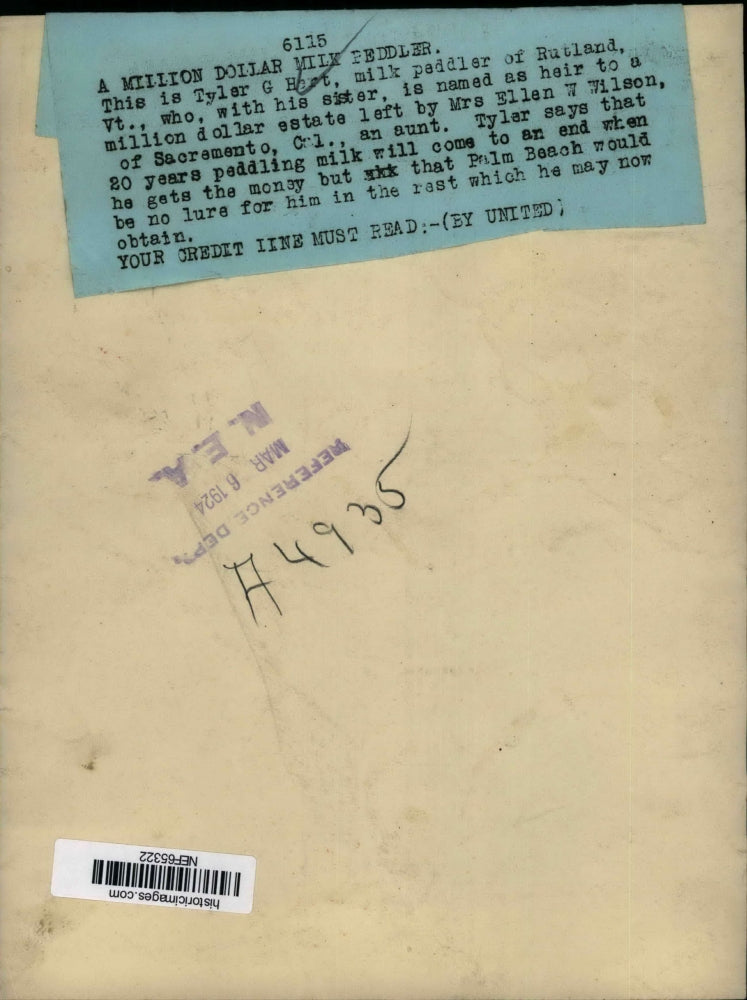 6115
A MILLION DOLLAR MILK PEDDLER.
This is Tyler G Hart, milk peddler of Rutland,
Vt., who, with his sister, is named as heir to a
million dollar estate left by Mrs Ellen W Wilson,
of Sacremento, Cal., an aunt. Tyler says that
20 years peddling milk will come to an end when
he gets the money but xkk that Palm Beach would
be no lure for him in the rest which he may now
obtain.
YOUR CREDIT IINE MUST READ:-(BY UNITED)
N. E. A.
MAR 6 1924
REFERENCE DEPT.
A4935
NEF65322
historicimages.com